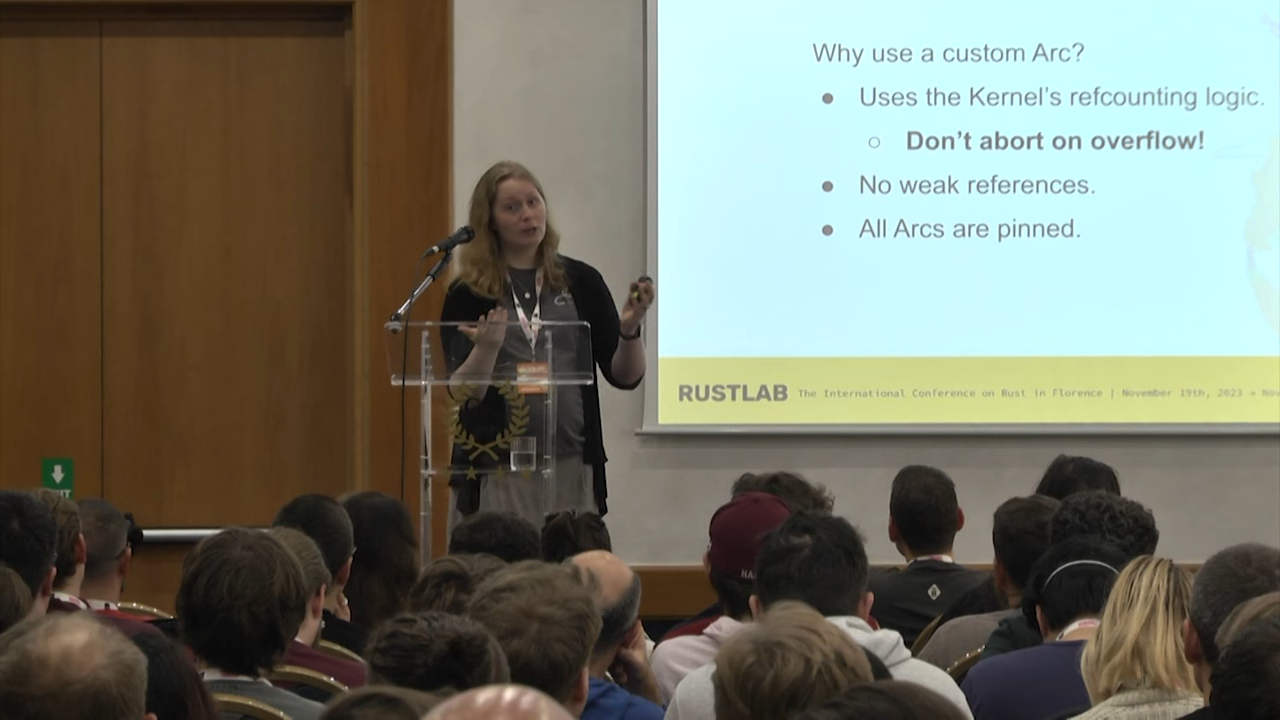 Why use a custom Arc?
● Uses the Kernel's refcounting logic.
○ Don't abort on overflow!
● No weak references.
● All Arcs are pinned.
RUSTLAB The International Conference on Rust in Florence | November 19th, 2023 →
HA